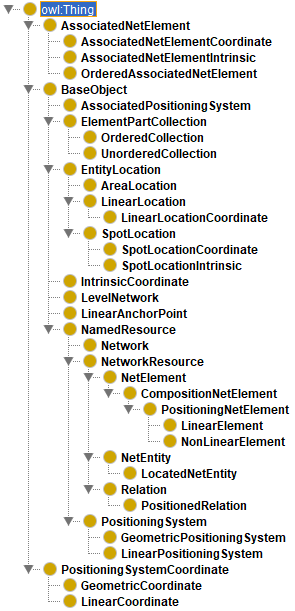 owl:Thing
AssociatedNetElement
AssociatedNetElementCoordinate
AssociatedNetElementIntrinsic
OrderedAssociatedNetElement
BaseObject
AssociatedPositioningSystem
ElementPartCollection
OrderedCollection
UnorderedCollection
EntityLocation
AreaLocation
LinearLocation
LinearLocationCoordinate
SpotLocation
SpotLocationCoordinate
SpotLocationIntrinsic
IntrinsicCoordinate
LevelNetwork
LinearAnchorPoint
NamedResource
Network
NetworkResource
NetElement
CompositionNetElement
PositioningNetElement
LinearElement
NonLinearElement
NetEntity
LocatedNetEntity
Relation
PositionedRelation
PositioningSystem
GeometricPositioningSystem
LinearPositioningSystem
PositioningSystemCoordinate
GeometricCoordinate
LinearCoordinate